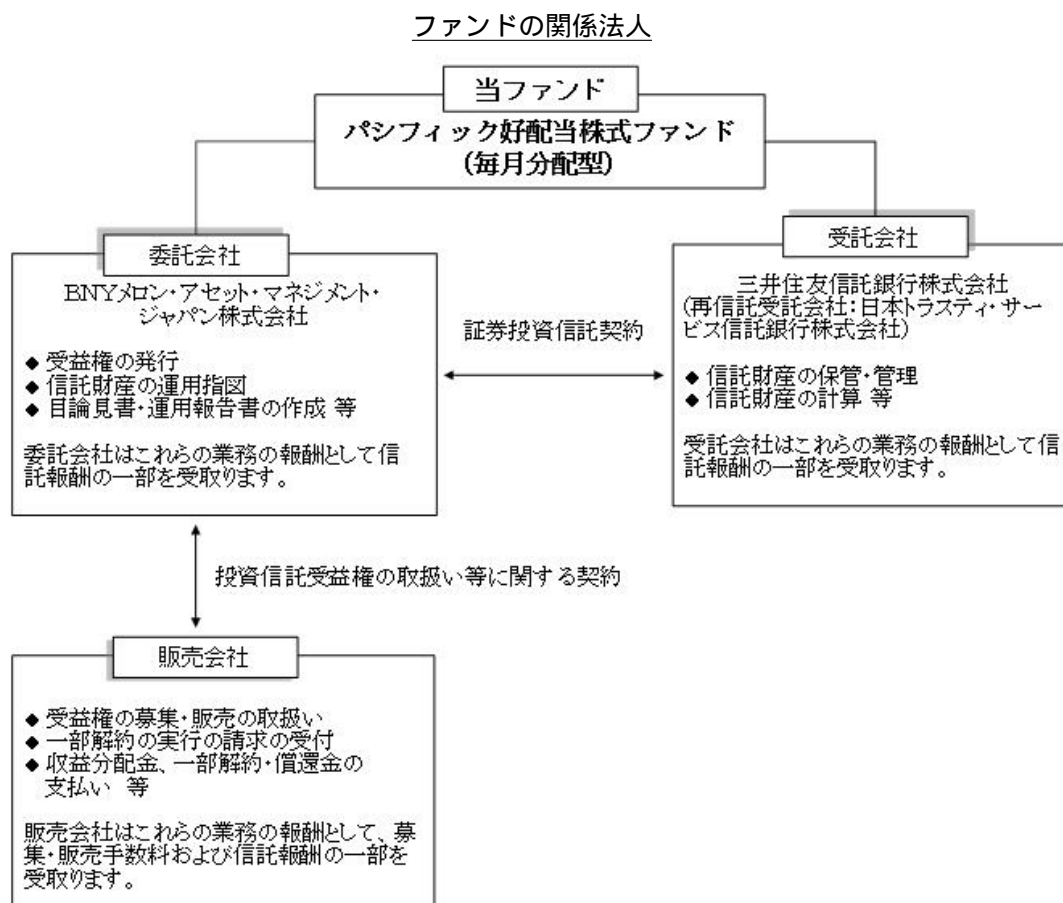 ファンドの関係法人
当ファンド
パシフィック好配当株式ファンド
(毎月分配型)
委託会社
BNYメロン・アセット・マネジメント・
ジャパン株式会社
◆ 受益権の発行
◆ 信託財産の運用指図
◆ 目論見書・運用報告書の作成 等
委託会社はこれらの業務の報酬として信
託報酬の一部を受取ります。
証券投資信託契約
受託会社
三井住友信託銀行株式会社
(再信託受託会社:日本トラスティ・サー
ビス信託銀行株式会社)
◆ 信託財産の保管・管理
◆ 信託財産の計算 等
受託会社はこれらの業務の報酬として信
託報酬の一部を受取ります。
投資信託受益権の取扱い等に関する契約
販売会社
◆ 受益権の募集・販売の取扱い
◆ 一部解約の実行の請求の受付
◆ 収益分配金、一部解約・償還金の
支払い 等
販売会社はこれらの業務の報酬として、募
集・販売手数料および信託報酬の一部を
受取ります。